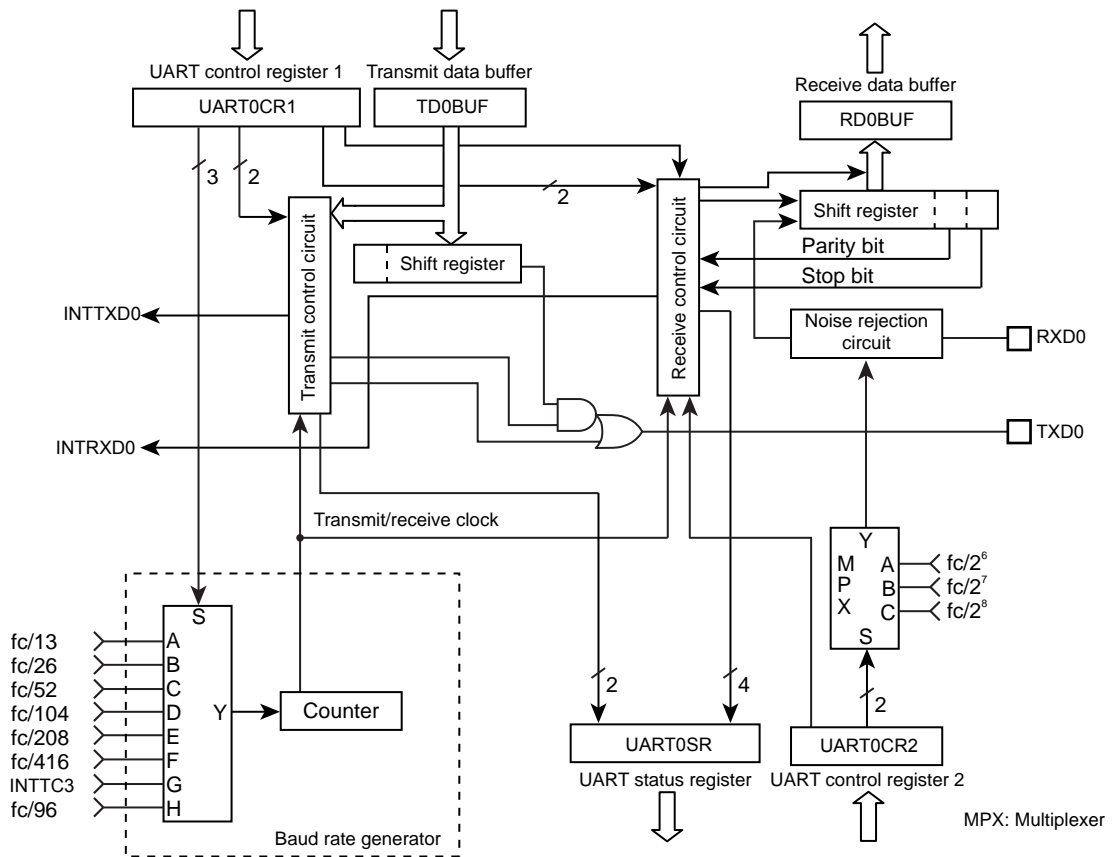 UART control register 1
Transmit data buffer
Receive data buffer
UART0CR1
TD0BUF
RD0BUF
3
2
2
Transmit control circuit
Receive control circuit
Shift register
Shift register
Parity bit
Stop bit
INTTXD0
Noise rejection
circuit
RXD0
INTRXD0
TXD0
Transmit/receive clock
Y
M
P
X
A
B
C
S
fc/2⁶
fc/2⁷
fc/2⁸
S
fc/13
A
fc/26
B
fc/52
C
fc/104
D
Y
Counter
fc/208
E
fc/416
F
INTTC3
G
fc/96
H
Baud rate generator
2
4
2
UART0SR
UART0CR2
UART status register
UART control register 2
MPX: Multiplexer